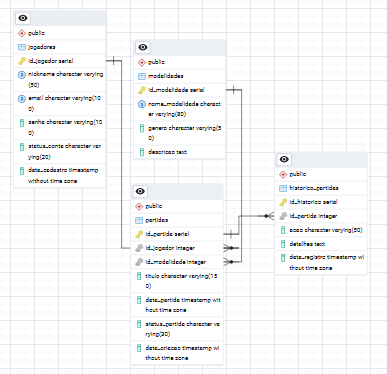 public
jogadores
id_jogador serial
nickname character varying
(50)
email character varying(10
0)
senha character varying(10
0)
status_conta character var
ying(20)
data_cadastro timestamp
without time zone
public
modalidades
id_modalidade serial
nome_modalidade charact
er varying(80)
genero character varying(5
0)
descricao text
public
partidas
id_partida serial
id_jogador integer
id_modalidade integer
titulo character varying(15
0)
data_partida timestamp wit
hout time zone
status_partida character va
rying(30)
data_criacao timestamp wi
thout time zone
public
historico_partidas
id_historico serial
id_partida integer
acao character varying(50)
detalhes text
data_registro timestamp wi
thout time zone